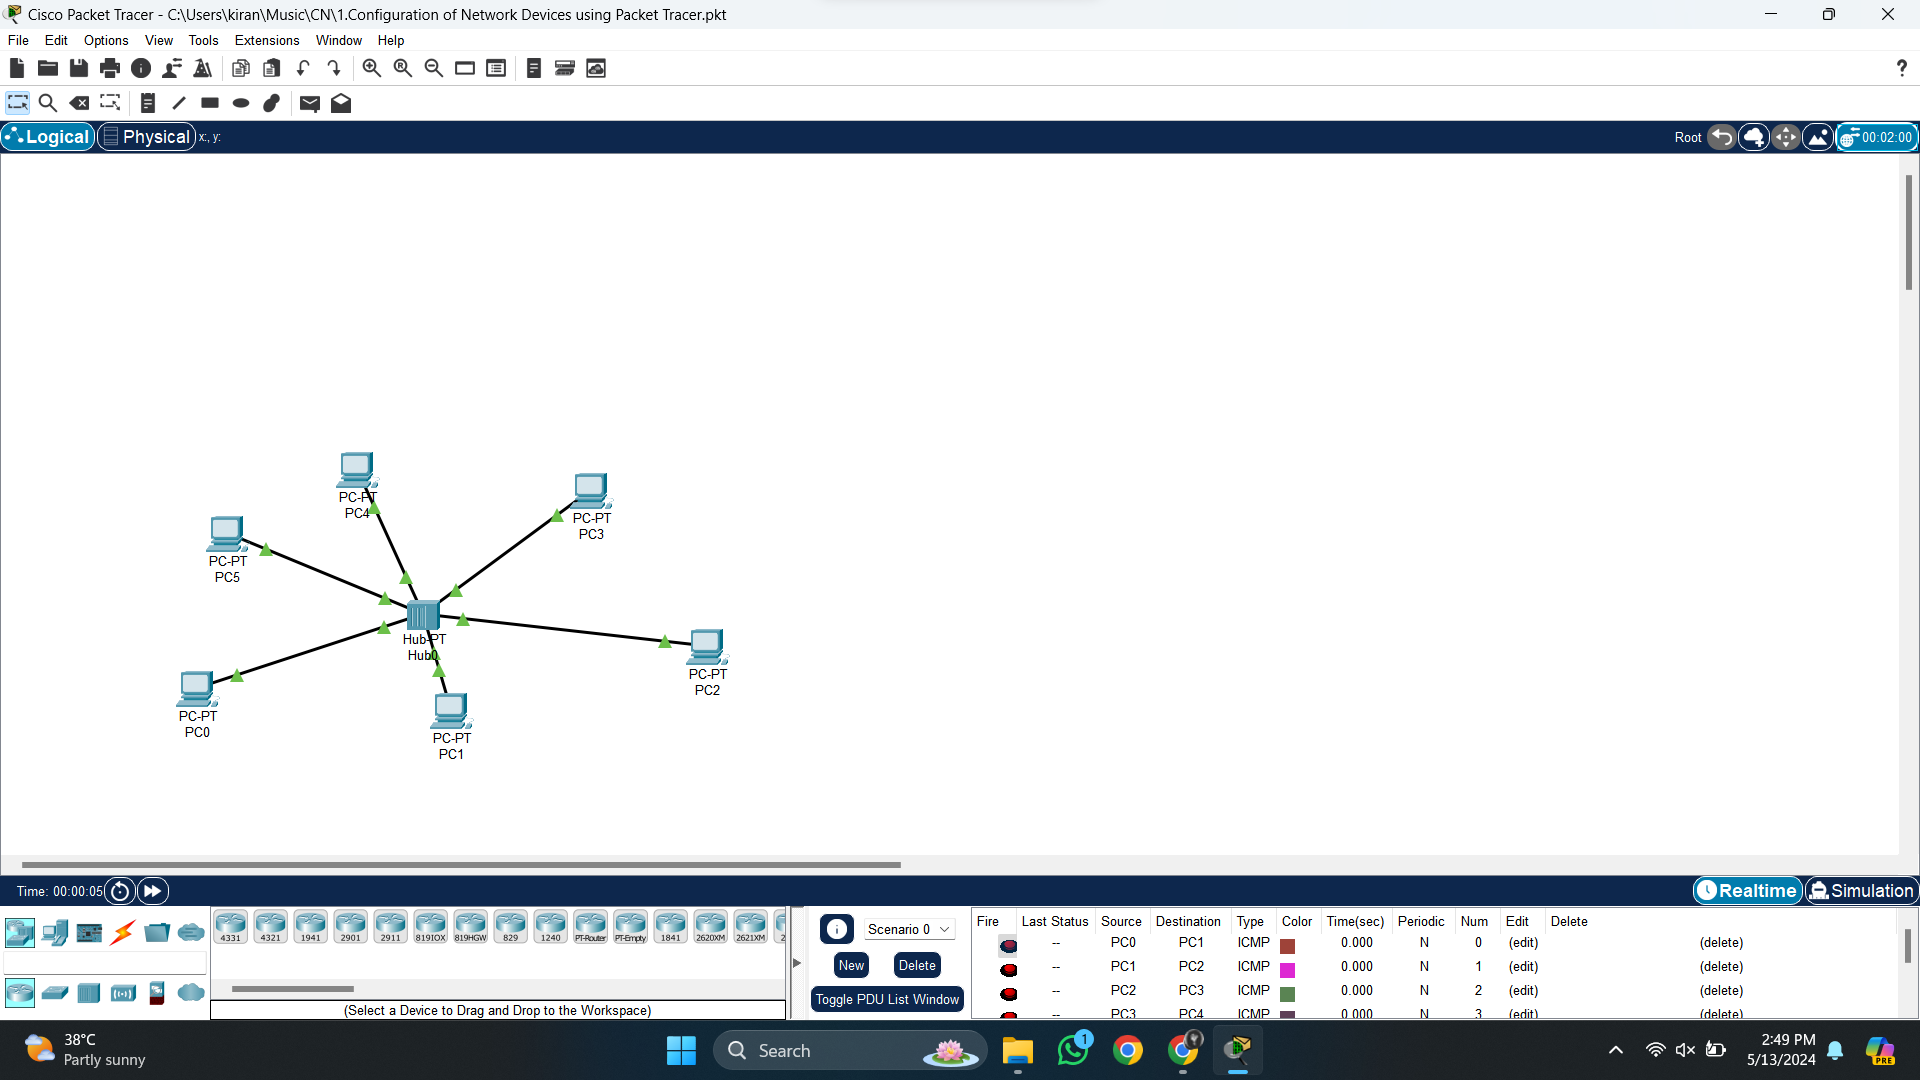 Cisco Packet Tracer - C:\Users\kiran\Music\CN\1.Configuration of Network Devices using Packet Tracer.pkt
File Edit Options View Tools Extensions Window Help
?
Logical Physical x:, y: Root 00:02:00
PC-PT
PC4
PC-PT
PC3
PC-PT
PC5
Hub-PT
Hub0
PC-PT
PC2
PC-PT
PC0
PC-PT
PC1
Time: 00:00:05 Realtime Simulation
4331 4321 1941 2901 2911 819IOX 819HGW 829 1240 PT-Router PT-Empty 1841 2620XM 2621XM
(Select a Device to Drag and Drop to the Workspace)
Scenario 0
New Delete
Toggle PDU List Window
Fire Last Status Source Destination Type Color Time(sec) Periodic Num Edit Delete
-- PC0 PC1 ICMP 0.000 N 0 (edit) (delete)
-- PC1 PC2 ICMP 0.000 N 1 (edit) (delete)
-- PC2 PC3 ICMP 0.000 N 2 (edit) (delete)
-- PC3 PC4 ICMP 0.000 N 3 (edit) (delete)
38°C
Partly sunny
Search
1
2:49 PM
5/13/2024
PRE